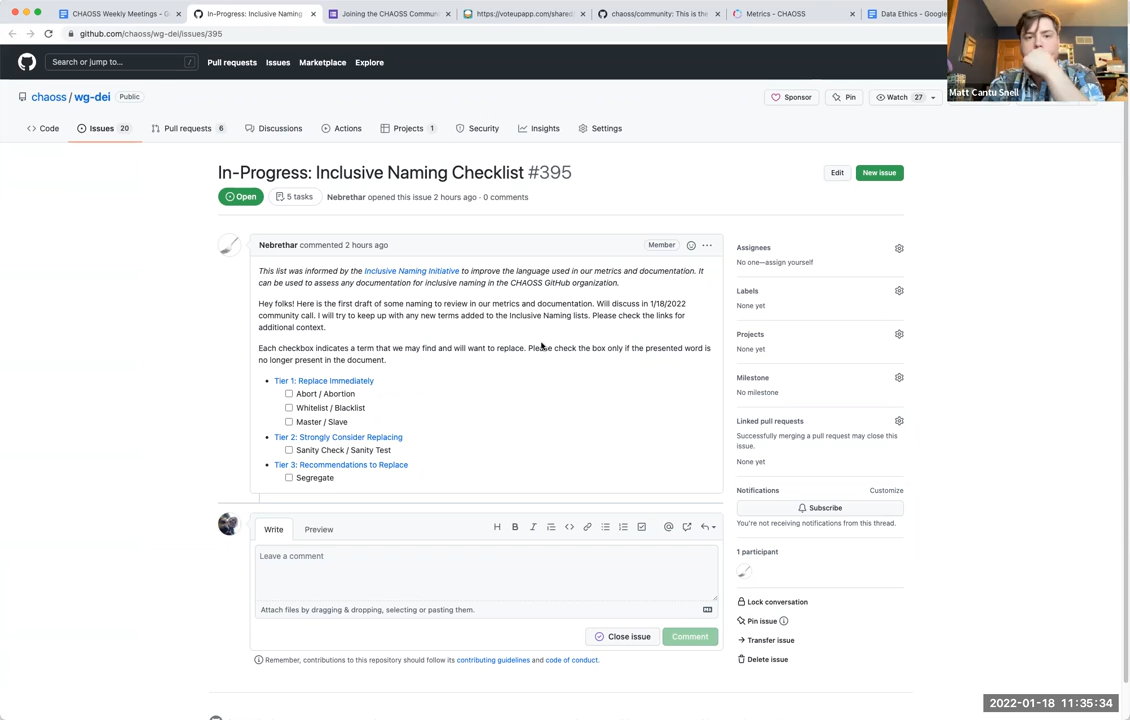 CHAOSS Weekly Meetings - G
In-Progress: Inclusive Naming
Joining the CHAOSS Commun
https://voteupapp.com/shared
chaoss/community: This is the
Metrics - CHAOSS
Data Ethics - Google
github.com/chaoss/wg-dei/issues/395
Matt Cantu Snell
Search or jump to...
/
Pull requests
Issues
Marketplace
Explore
chaoss / wg-dei
Public
Sponsor
Pin
Watch 27
Code
Issues 20
Pull requests 6
Discussions
Actions
Projects 1
Security
Insights
Settings
In-Progress: Inclusive Naming Checklist #395
Edit
New issue
Open
5 tasks
Nebrethar opened this issue 2 hours ago · 0 comments
Nebrethar commented 2 hours ago
Member
This list was informed by the Inclusive Naming Initiative to improve the language used in our metrics and documentation. It
can be used to assess any documentation for inclusive naming in the CHAOSS GitHub organization.
Hey folks! Here is the first draft of some naming to review in our metrics and documentation. Will discuss in 1/18/2022
community call. I will try to keep up with any new terms added to the Inclusive Naming lists. Please check the links for
additional context.
Each checkbox indicates a term that we may find and will want to replace. Please check the box only if the presented word is
no longer present in the document.
Tier 1: Replace Immediately
Abort / Abortion
Whitelist / Blacklist
Master / Slave
Tier 2: Strongly Consider Replacing
Sanity Check / Sanity Test
Tier 3: Recommendations to Replace
Segregate
Assignees
No one—assign yourself
Labels
None yet
Projects
None yet
Milestone
No milestone
Linked pull requests
Successfully merging a pull request may close this
issue.
None yet
Notifications
Customize
Subscribe
You're not receiving notifications from this thread.
1 participant
Lock conversation
Pin issue
Transfer issue
Delete issue
Write
Preview
Leave a comment
Attach files by dragging & dropping, selecting or pasting them.
Close issue
Comment
Remember, contributions to this repository should follow its contributing guidelines and code of conduct.
2022-01-18 11:35:34